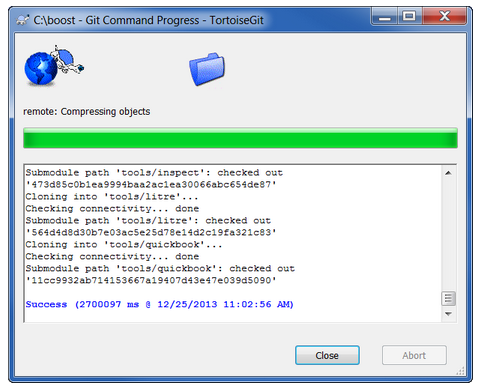 C:\boost - Git Command Progress - TortoiseGit
remote: Compressing objects
Submodule path 'tools/inspect': checked out
'473d85c0b1ea9994baa2ac1ea30066abc654de87'
Cloning into 'tools/litre'...
Checking connectivity... done
Submodule path 'tools/litre': checked out
'564d4d8d30b7e03ac5e25d78e14d2c19fa321c83'
Cloning into 'tools/quickbook'...
Checking connectivity... done
Submodule path 'tools/quickbook': checked out
'11cc9932ab714153667a19407d43e47e039d5090'
Success (2700097 ms @ 12/25/2013 11:02:56 AM)
Close
Abort